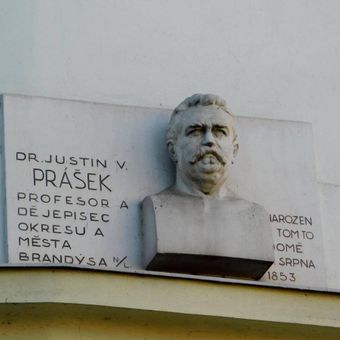 DR. JUSTIN V.
PRÁŠEK
PROFESOR A
DĚJEPISEC
OKRESU A
MĚSTA
BRANDÝSA N/L.
NAROZEN
TOMTO
DOMĚ
SRPNA
1853